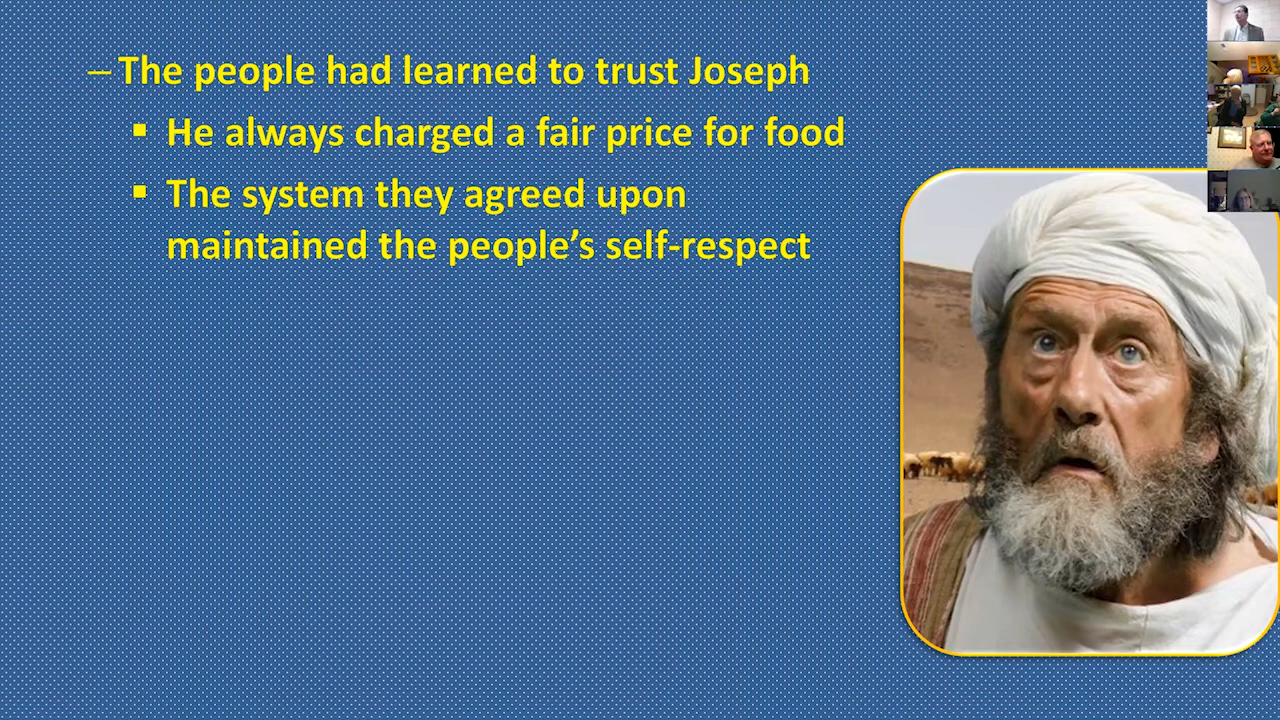 – The people had learned to trust Joseph
▪ He always charged a fair price for food
▪ The system they agreed upon
maintained the people’s self-respect